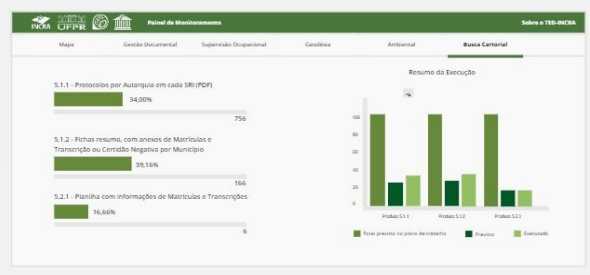 INCRA
UFPR
Painel de Monitoramento
Sobre o TED-INCRA
Mapa
Gestão Documental
Supervisão Ocupacional
Geodésia
Ambiental
Busca Cartorial
5.1.1 - Protocolos por Autarquia em cada SRI (PDF)
34,00%
756
5.1.2 - Fichas resumo, com anexos de Matrículas e
Transcrição ou Certidão Negativa por Município
39,16%
166
5.2.1 - Planilha com informações de Matrículas e Transcrições
16,66%
6
Resumo da Execução
100
80
60
40
20
0
Produto 5.1.1
Produto 5.1.2
Produto 5.2.1
Total previsto no plano de trabalho
Previsto
Executado